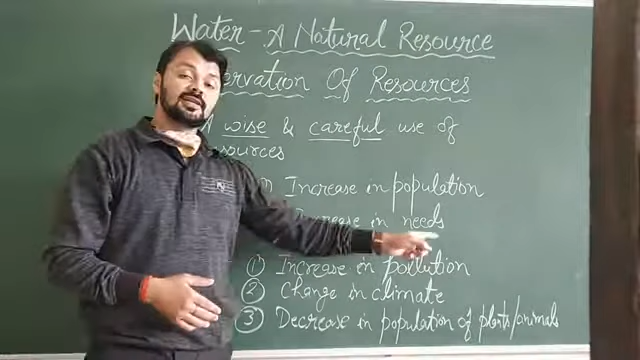 Water - A Natural Resource
ervation Of Resources
A wise & careful use of
sources
Increase in population
crease in needs
① Increase in pollution
② Change in climate
③ Decrease in population of plants/animals